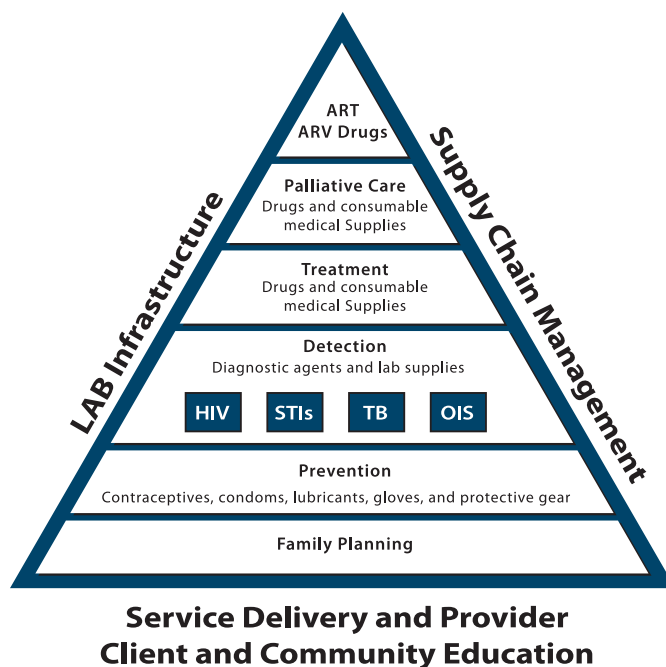 ART
ARV Drugs
Palliative Care
Drugs and consumable
medical Supplies
Treatment
Drugs and consumable
medical Supplies
Detection
Diagnostic agents and lab supplies
HIV STIs TB OIS
Prevention
Contraceptives, condoms, lubricants, gloves, and protective gear
Family Planning
LAB Infrastructure
Supply Chain Management
Service Delivery and Provider
Client and Community Education